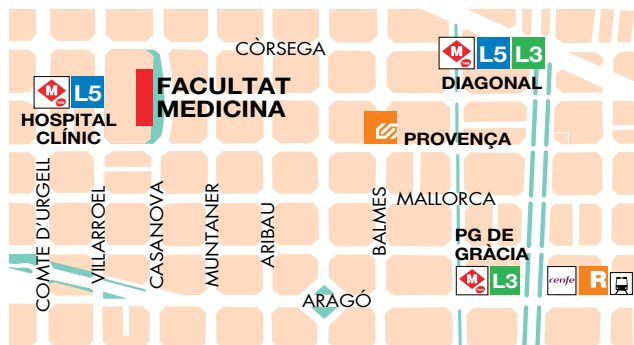 CÒRSEGA
M L5 L3
DIAGONAL
M L5
HOSPITAL
CLÍNIC
FACULTAT
MEDICINA
PROVENÇA
COMTE D'URGELL
VILLARROEL
CASANOVA
MUNTANER
ARIBAU
BALMES
MALLORCA
PG DE
GRÀCIA
M L3
renfe R
ARAGÓ